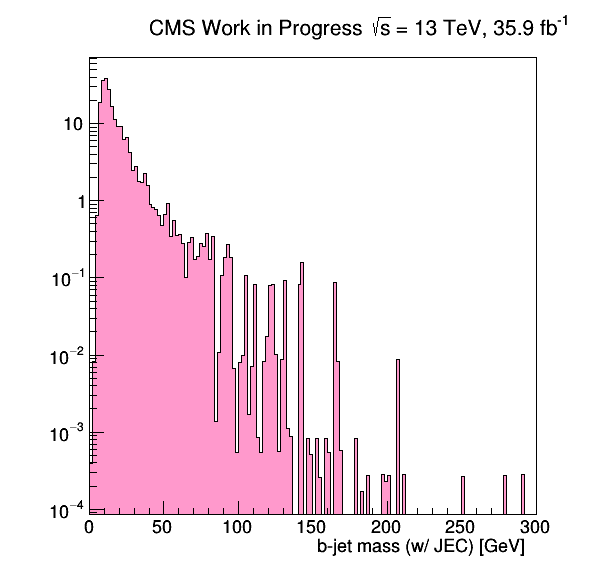 CMS Work in Progress √s = 13 TeV, 35.9 fb⁻¹
10
1
10⁻¹
10⁻²
10⁻³
10⁻⁴
0 50 100 150 200 250 300
b-jet mass (w/ JEC) [GeV]